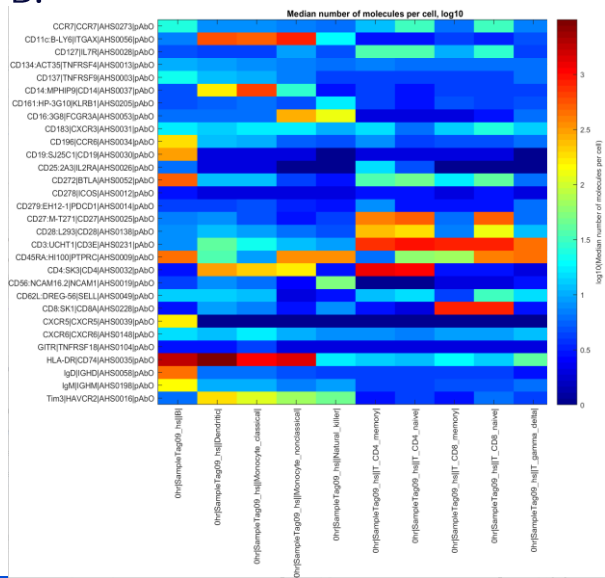 B.
Median number of molecules per cell, log10
CCR7|CCR7|AHS0273|pAbO
CD11c:B-LY6|ITGAX|AHS0056|pAbO
CD127|IL7R|AHS0028|pAbO
CD134:ACT35|TNFRSF4|AHS0013|pAbO
CD137|TNFRSF9|AHS0003|pAbO
CD14:MPHIP9|CD14|AHS0037|pAbO
CD161:HP-3G10|KLRB1|AHS0205|pAbO
CD16:3G8|FCGR3A|AHS0053|pAbO
CD183|CXCR3|AHS0031|pAbO
CD196|CCR6|AHS0034|pAbO
CD19:SJ25C1|CD19|AHS0030|pAbO
CD25:2A3|IL2RA|AHS0026|pAbO
CD272|BTLA|AHS0052|pAbO
CD278|ICOS|AHS0012|pAbO
CD279:EH12-1|PDCD1|AHS0014|pAbO
CD27:M-T271|CD27|AHS0025|pAbO
CD28:L293|CD28|AHS0138|pAbO
CD3:UCHT1|CD3E|AHS0231|pAbO
CD45RA:HI100|PTPRC|AHS0009|pAbO
CD4:SK3|CD4|AHS0032|pAbO
CD56:NCAM16.2|NCAM1|AHS0019|pAbO
CD62L:DREG-56|SELL|AHS0049|pAbO
CD8:SK1|CD8A|AHS0228|pAbO
CXCR5|CXCR5|AHS0039|pAbO
CXCR6|CXCR6|AHS0148|pAbO
GITR|TNFRSF18|AHS0104|pAbO
HLA-DR|CD74|AHS0035|pAbO
IgD|IGHD|AHS0058|pAbO
IgM|IGHM|AHS0198|pAbO
Tim3|HAVCR2|AHS0016|pAbO
0hr|SampleTag09_hs||B|
0hr|SampleTag09_hs||Dendritic|
0hr|SampleTag09_hs||Monocyte_classical|
0hr|SampleTag09_hs||Monocyte_nonclassical|
0hr|SampleTag09_hs||Natural_killer|
0hr|SampleTag09_hs||T_CD4_memory|
0hr|SampleTag09_hs||T_CD4_naive|
0hr|SampleTag09_hs||T_CD8_memory|
0hr|SampleTag09_hs||T_CD8_naive|
0hr|SampleTag09_hs||T_gamma_delta|
3
2.5
2
1.5
1
0.5
0
log10(Median number of molecules per cell)